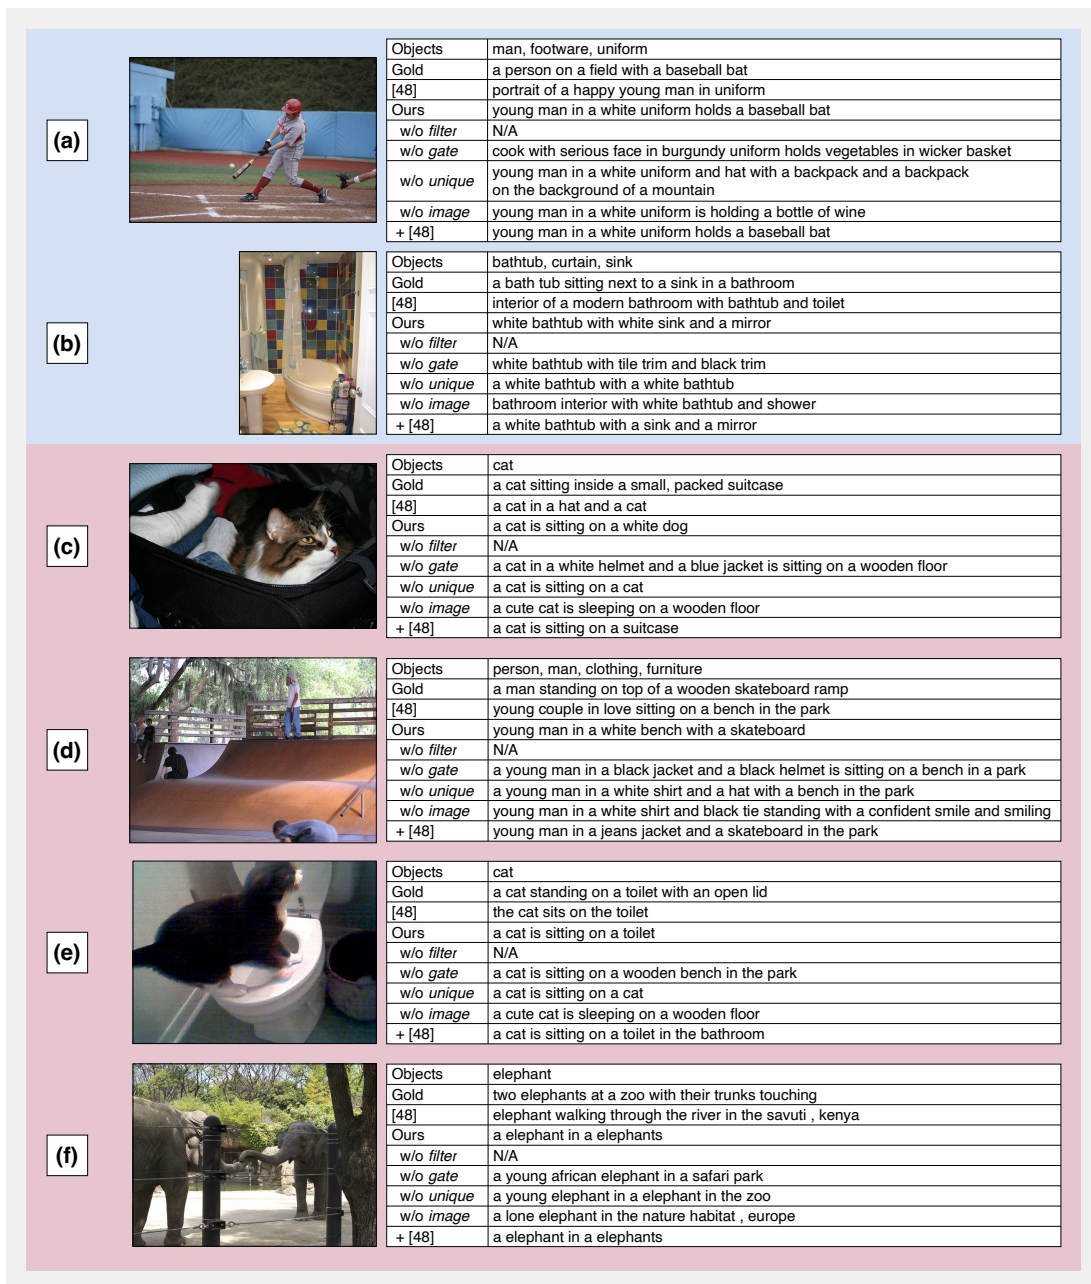 (a)
Objects man, footware, uniform
Gold a person on a field with a baseball bat
[48] portrait of a happy young man in uniform
Ours young man in a white uniform holds a baseball bat
w/o filter N/A
w/o gate cook with serious face in burgundy uniform holds vegetables in wicker basket
w/o unique young man in a white uniform and hat with a backpack and a backpack
on the background of a mountain
w/o image young man in a white uniform is holding a bottle of wine
+ [48] young man in a white uniform holds a baseball bat
(b)
Objects bathtub, curtain, sink
Gold a bath tub sitting next to a sink in a bathroom
[48] interior of a modern bathroom with bathtub and toilet
Ours white bathtub with white sink and a mirror
w/o filter N/A
w/o gate white bathtub with tile trim and black trim
w/o unique a white bathtub with a white bathtub
w/o image bathroom interior with white bathtub and shower
+ [48] a white bathtub with a sink and a mirror
(c)
Objects cat
Gold a cat sitting inside a small, packed suitcase
[48] a cat in a hat and a cat
Ours a cat is sitting on a white dog
w/o filter N/A
w/o gate a cat in a white helmet and a blue jacket is sitting on a wooden floor
w/o unique a cat is sitting on a cat
w/o image a cute cat is sleeping on a wooden floor
+ [48] a cat is sitting on a suitcase
(d)
Objects person, man, clothing, furniture
Gold a man standing on top of a wooden skateboard ramp
[48] young couple in love sitting on a bench in the park
Ours young man in a white bench with a skateboard
w/o filter N/A
w/o gate a young man in a black jacket and a black helmet is sitting on a bench in a park
w/o unique a young man in a white shirt and a hat with a bench in the park
w/o image young man in a white shirt and black tie standing with a confident smile and smiling
+ [48] young man in a jeans jacket and a skateboard in the park
(e)
Objects cat
Gold a cat standing on a toilet with an open lid
[48] the cat sits on the toilet
Ours a cat is sitting on a toilet
w/o filter N/A
w/o gate a cat is sitting on a wooden bench in the park
w/o unique a cat is sitting on a cat
w/o image a cute cat is sleeping on a wooden floor
+ [48] a cat is sitting on a toilet in the bathroom
(f)
Objects elephant
Gold two elephants at a zoo with their trunks touching
[48] elephant walking through the river in the savuti , kenya
Ours a elephant in a elephants
w/o filter N/A
w/o gate a young african elephant in a safari park
w/o unique a young elephant in a elephant in the zoo
w/o image a lone elephant in the nature habitat , europe
+ [48] a elephant in a elephants